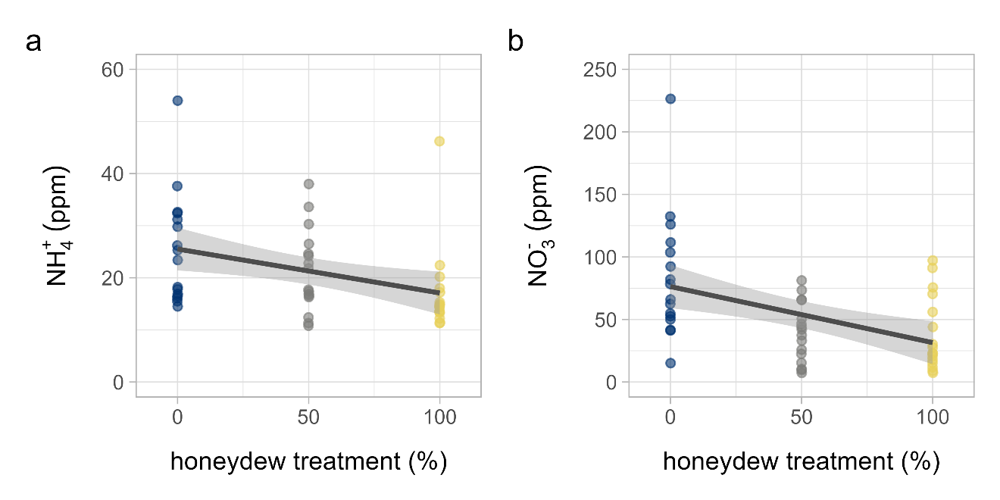 a
60
40
20
0
NH₄⁺ (ppm)
0 50 100
honeydew treatment (%)
b
250
200
150
100
50
0
NO₃⁻ (ppm)
0 50 100
honeydew treatment (%)